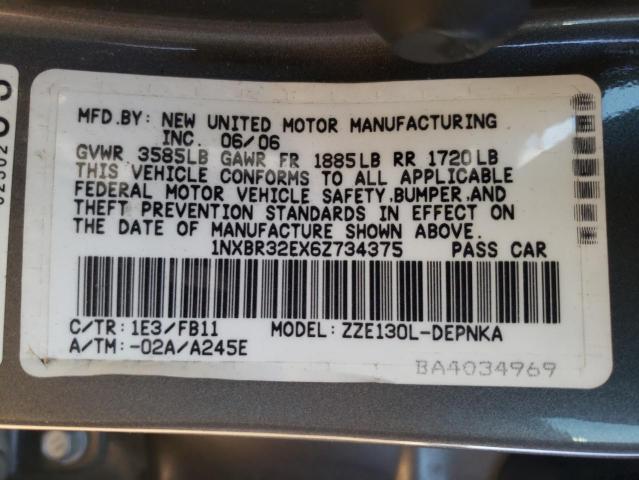 MFD.BY: NEW UNITED MOTOR MANUFACTURING
INC. 06/06
GVWR 3585LB GAWR FR 1885LB RR 1720LB
THIS VEHICLE CONFORMS TO ALL APPLICABLE
FEDERAL MOTOR VEHICLE SAFETY,BUMPER,AND
THEFT PREVENTION STANDARDS IN EFFECT ON
THE DATE OF MANUFACTURE SHOWN ABOVE.
1NXBR32EX6Z734375 PASS CAR
C/TR: 1E3/FB11 MODEL: ZZE130L-DEPNKA
A/TM: -02A/A245E
BA4034969